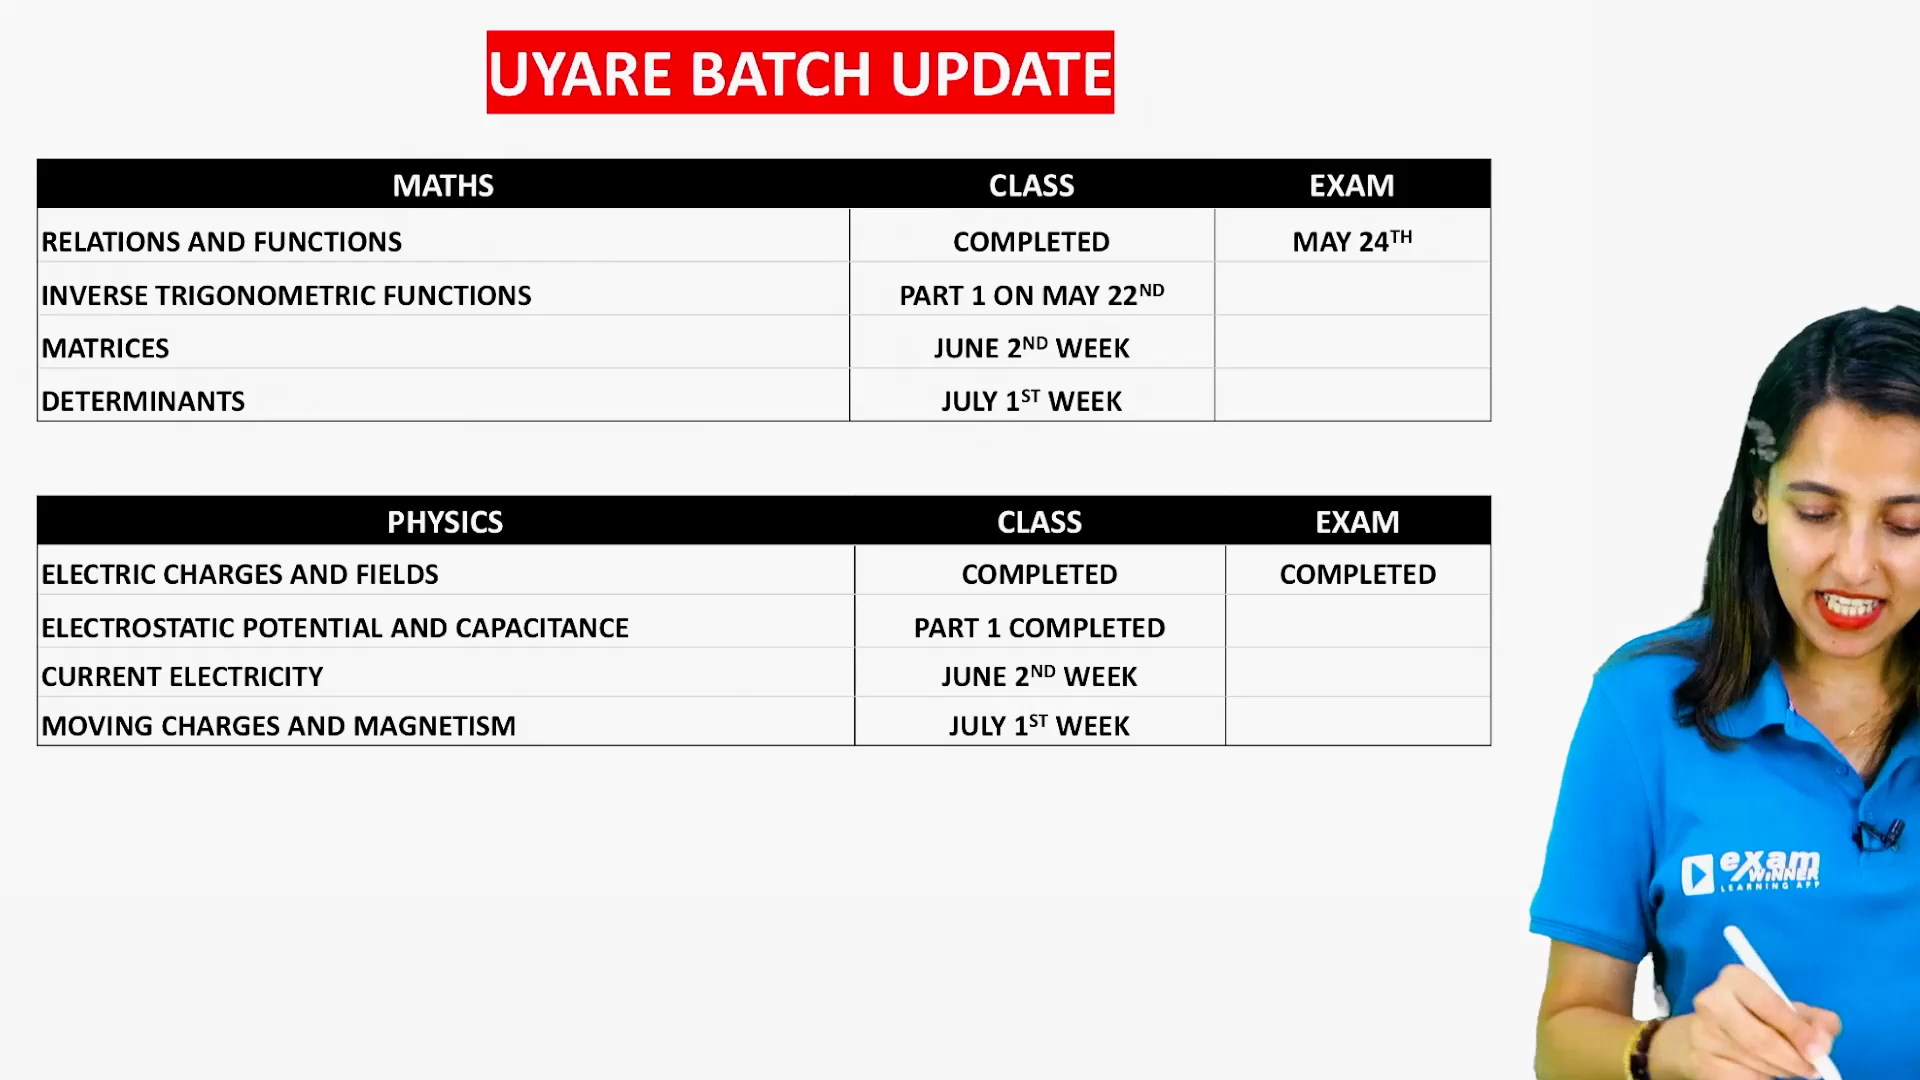 UYARE BATCH UPDATE
MATHS CLASS EXAM
RELATIONS AND FUNCTIONS COMPLETED MAY 24TH
INVERSE TRIGONOMETRIC FUNCTIONS PART 1 ON MAY 22ND
MATRICES JUNE 2ND WEEK
DETERMINANTS JULY 1ST WEEK
PHYSICS CLASS EXAM
ELECTRIC CHARGES AND FIELDS COMPLETED COMPLETED
ELECTROSTATIC POTENTIAL AND CAPACITANCE PART 1 COMPLETED
CURRENT ELECTRICITY JUNE 2ND WEEK
MOVING CHARGES AND MAGNETISM JULY 1ST WEEK
exam
WINNER
LEARNING APP